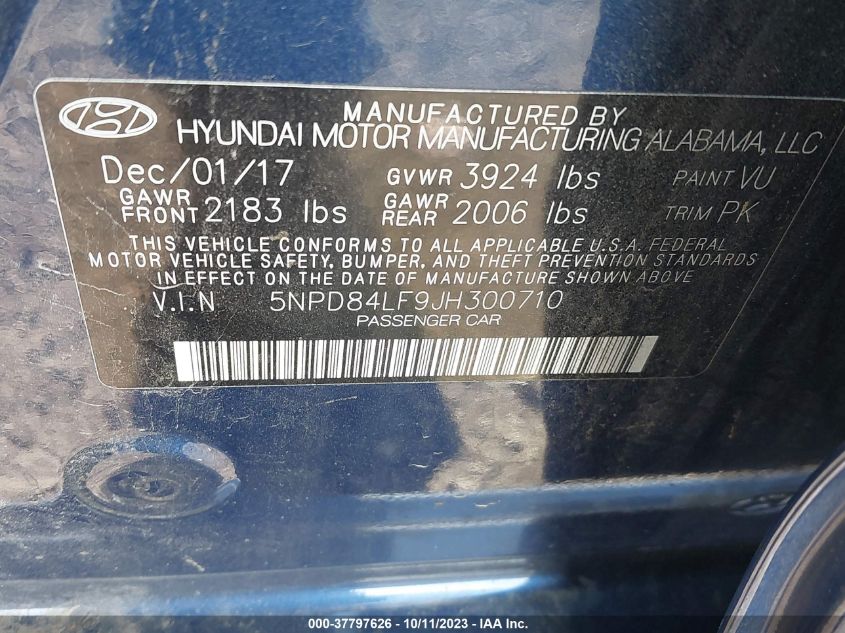 MANUFACTURED BY
HYUNDAI MOTOR MANUFACTURING ALABAMA, LLC
Dec/01/17 GVWR 3924 lbs PAINT VU
GAWR FRONT 2183 lbs GAWR REAR 2006 lbs TRIM PK
THIS VEHICLE CONFORMS TO ALL APPLICABLE U.S.A. FEDERAL
MOTOR VEHICLE SAFETY, BUMPER, AND THEFT PREVENTION STANDARDS
IN EFFECT ON THE DATE OF MANUFACTURE SHOWN ABOVE
V.I.N 5NPD84LF9JH300710
PASSENGER CAR
000-37797626 - 10/11/2023 - IAA Inc.